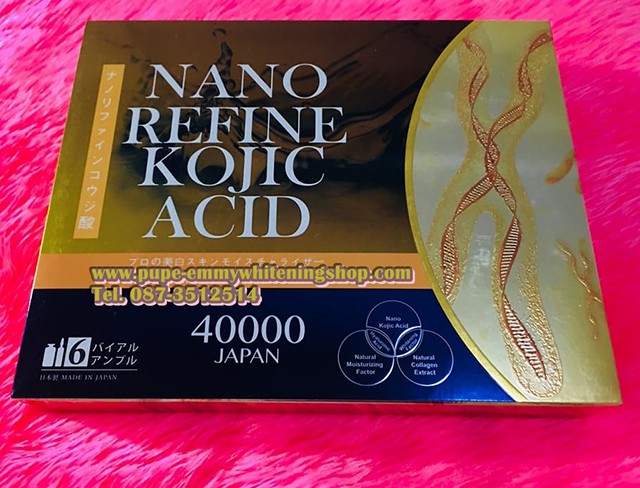 ナノリファインコウジ酸
NANO
REFINE
KOJIC
ACID
プロの美白スキンモイスチャライザー
www.pupe-emmywhiteningshop.com
Tel. 087-3512514
40000
JAPAN
6 バイアル
アンプル
日本製 MADE IN JAPAN
Nano
Kojic Acid
Natural
Moisturizing
Factor
Natural
Collagen
Extract